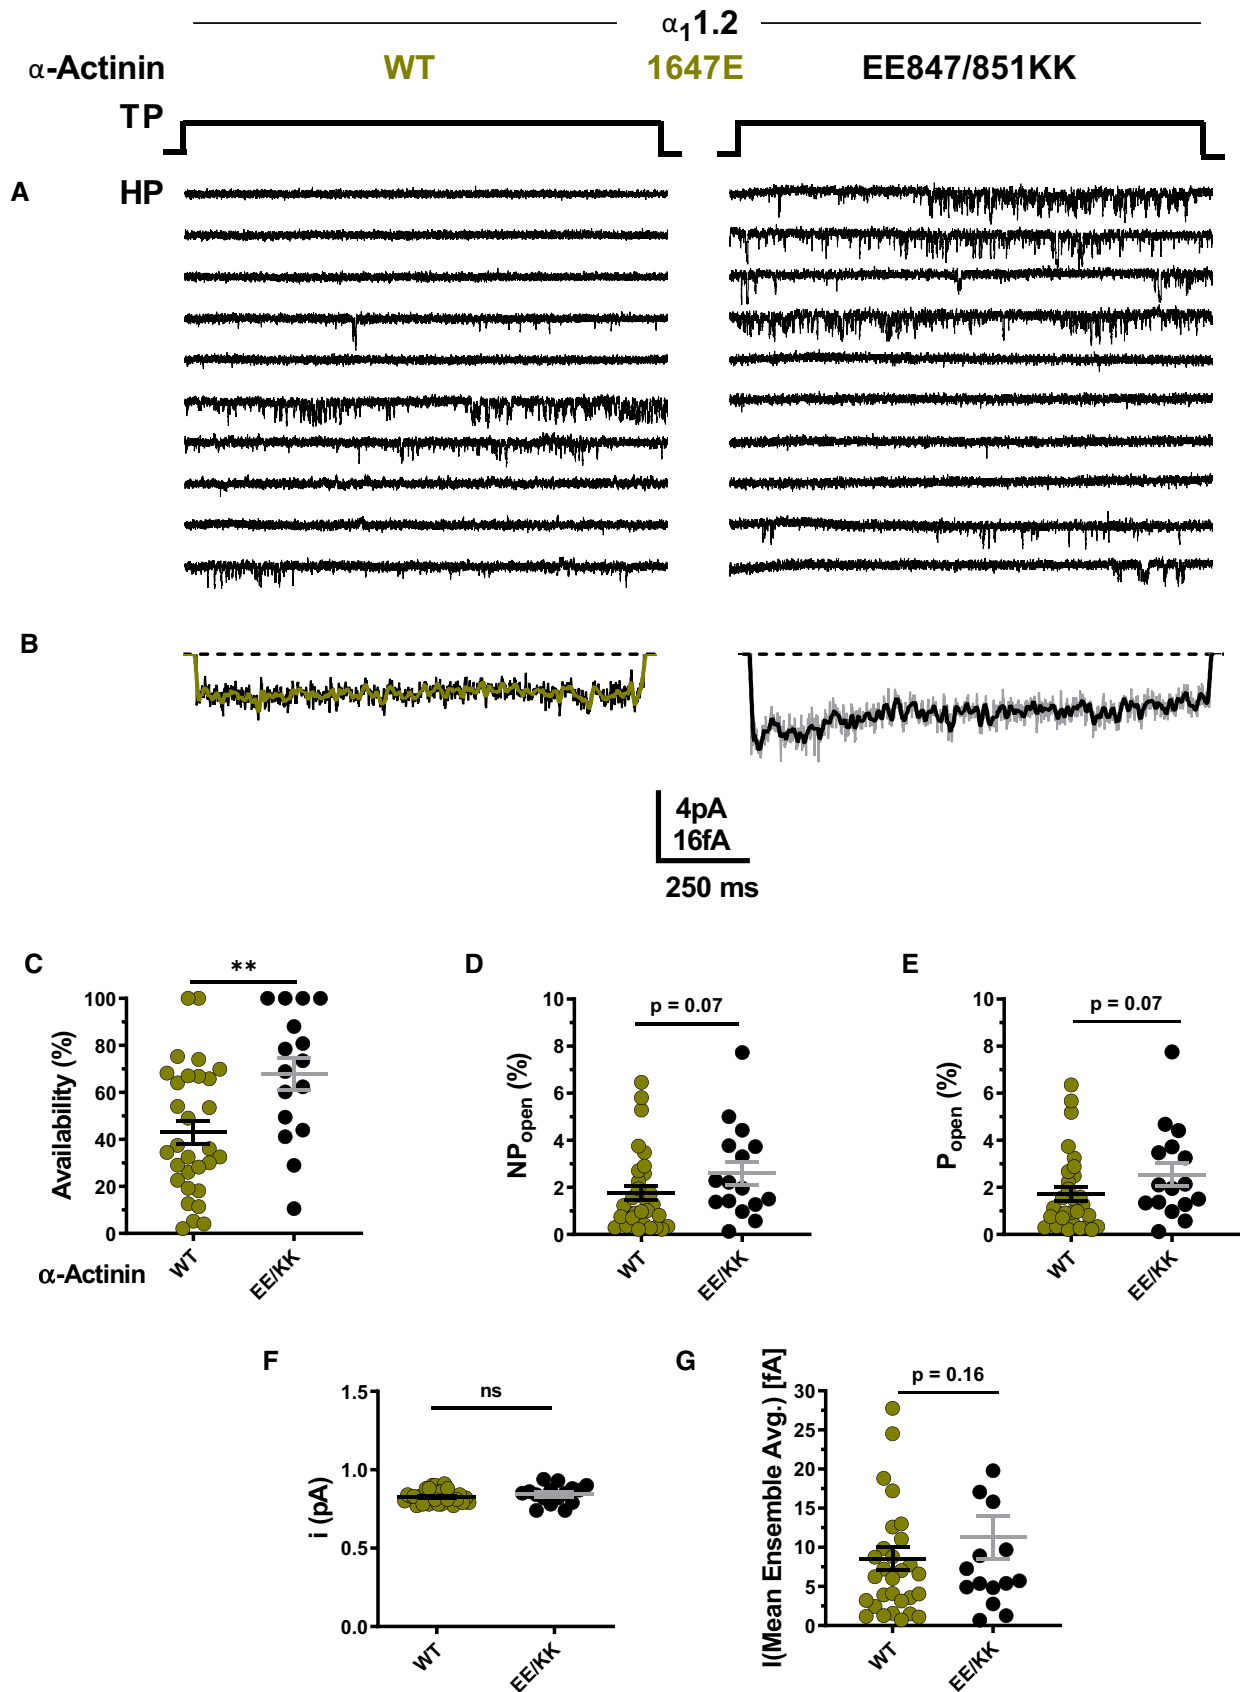 α₁1.2
α-Actinin WT 1647E EE847/851KK
TP
A HP
B
4pA
16fA
250 ms
C
**
Availability (%)
100
80
60
40
20
0
α-Actinin WT EE/KK
D
p = 0.07
NPopen (%)
10
8
6
4
2
0
WT EE/KK
E
p = 0.07
Popen (%)
10
8
6
4
2
0
WT EE/KK
F
ns
i (pA)
1.5
1.0
0.5
0.0
WT EE/KK
G
p = 0.16
I(Mean Ensemble Avg.) [fA]
30
25
20
15
10
5
0
WT EE/KK